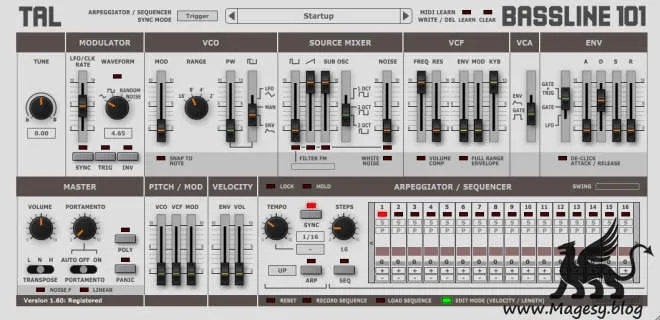 TAL
ARPEGGIATOR / SEQUENCER
SYNC MODE
Trigger
Startup
MIDI LEARN
WRITE / DEL LEARN CLEAR
BASSLINE 101
MODULATOR VCO SOURCE MIXER VCF VCA ENV
TUNE
0.00
LFO/CLK RATE
WAVEFORM
RANDOM
NOISE
4.65
SYNC TRIG INV
MOD RANGE PW
16' 8' 4' 2'
LFO
MAN
ENV
SNAP TO NOTE
SUB OSC NOISE
1 OCT
2 OCT
2 OCT
FILTER FM
WHITE NOISE
FREQ RES ENV MOD KYB
VOLUME COMP
FULL RANGE ENVELOPE
ENV
GATE
GATE + TRIG
GATE
LFO
A D S R
DE-CLICK ATTACK / RELEASE
MASTER PITCH / MOD VELOCITY
LOCK HOLD
ARPEGGIATOR / SEQUENCER
SWING
VOLUME PORTAMENTO
POLY
L N H
AUTO OFF ON
TRANSPOSE PORTAMENTO PANIC
NOISE F LINEAR
VCO VCF MOD
ENV VOL
TEMPO STEPS
SYNC
1/16
-
16
UP
ARP SEQ
1 2 3 4 5 6 7 8 9 10 11 12 13 14 15 16
S S S S S S S S S S S S S S S S
P P P P P P P P P P P P P P P P
Version 1.60: Registered
RESET RECORD SEQUENCE LOAD SEQUENCE EDIT MODE (VELOCITY / LENGTH)
www.Magesy.blog